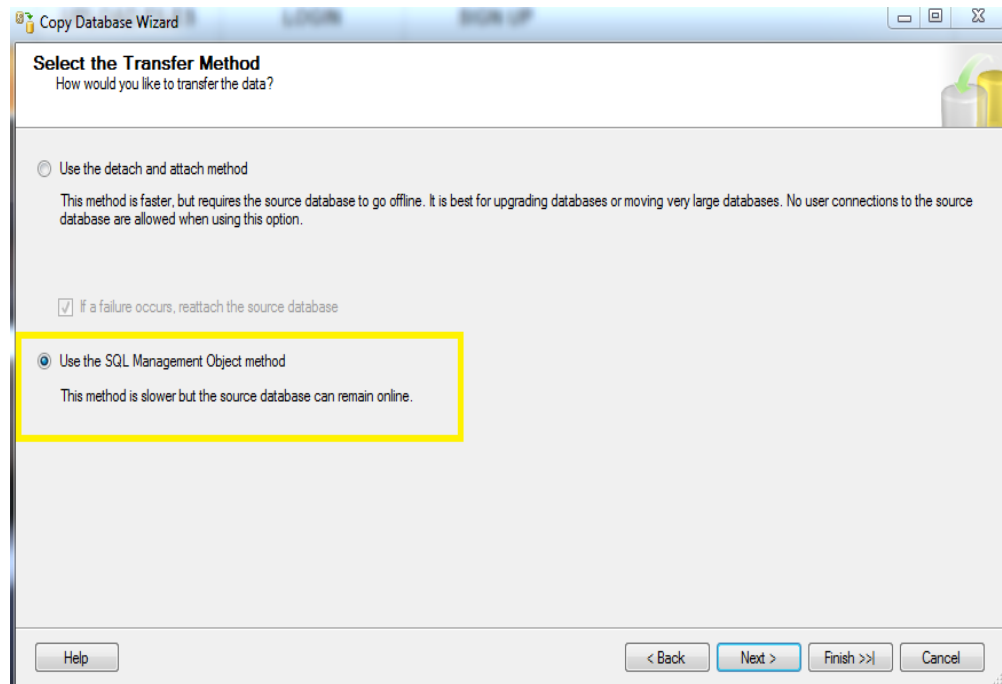 LOGIN
SIGN UP
Copy Database Wizard
Select the Transfer Method
How would you like to transfer the data?
Use the detach and attach method
This method is faster, but requires the source database to go offline. It is best for upgrading databases or moving very large databases. No user connections to the source
database are allowed when using this option.
If a failure occurs, reattach the source database
Use the SQL Management Object method
This method is slower but the source database can remain online.
Help
< Back
Next >
Finish >>|
Cancel